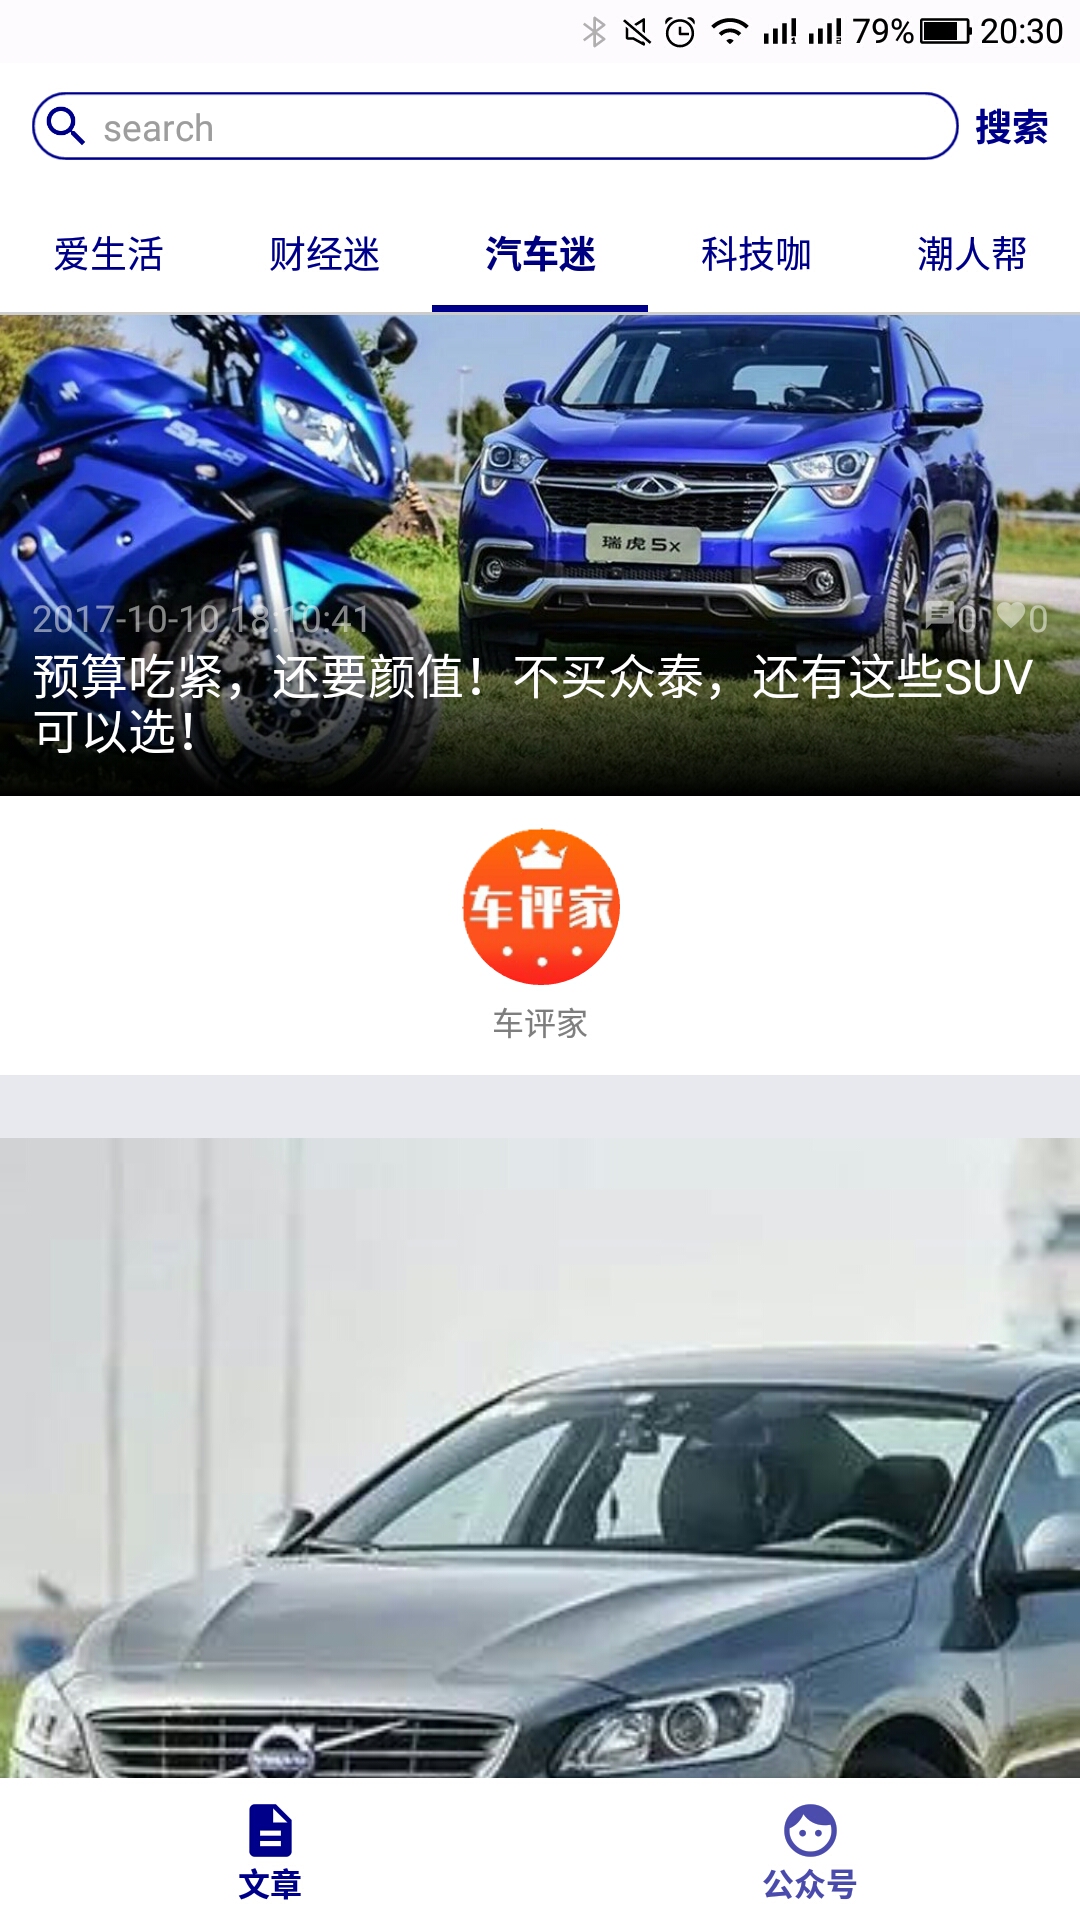 79% 20:30
search 搜索
爱生活 财经迷 汽车迷 科技咖 潮人帮
瑞虎5x
2017-10-10 18:10:41 0 0
预算吃紧，还要颜值！不买众泰，还有这些SUV
可以选！
车评家
车评家
文章 公众号